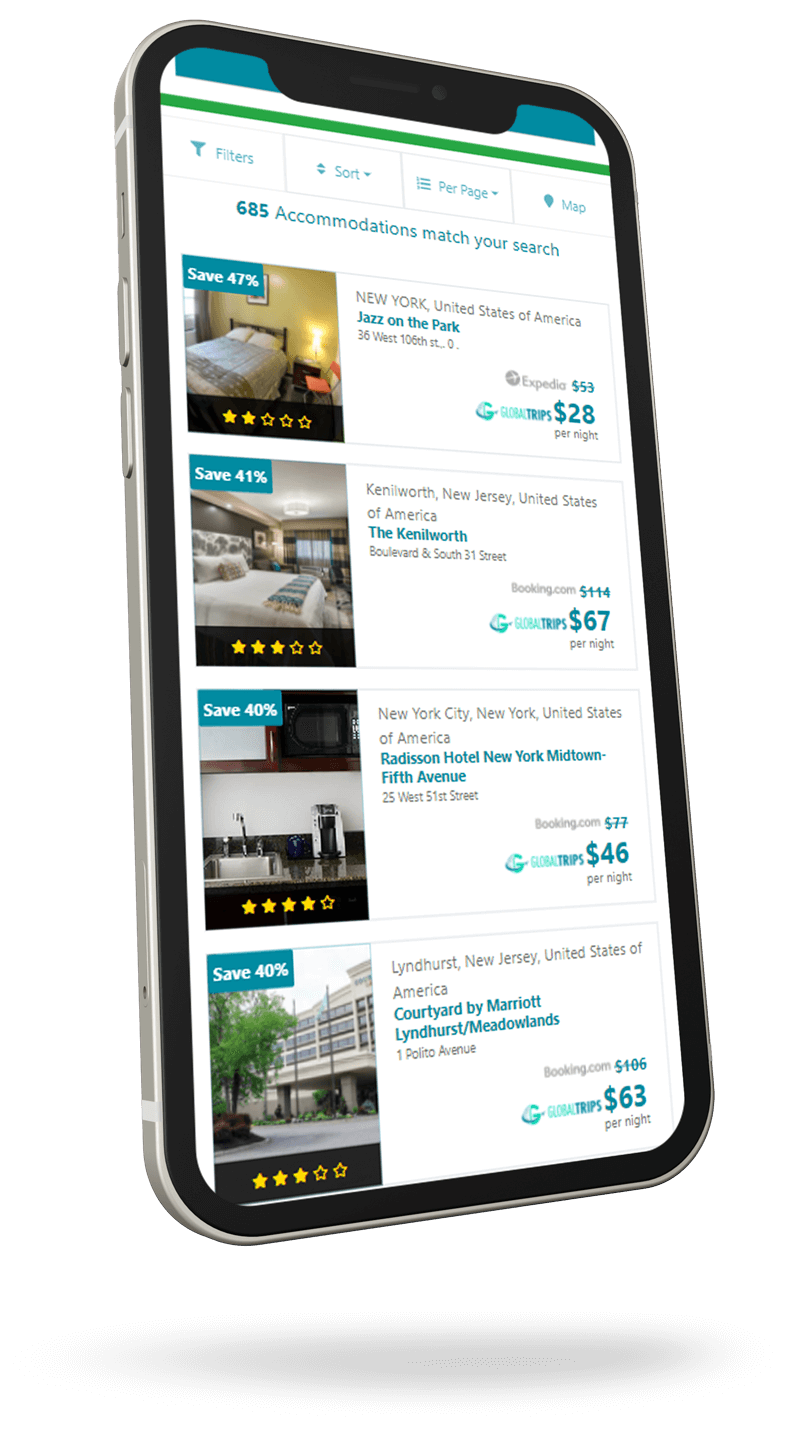 Filters
Sort
Per Page
Map
685 Accommodations match your search
Save 47%
NEW YORK, United States of America
Jazz on the Park
36 West 106th st.,. 0 .
Expedia $53
GLOBALTRIPS $28
per night
Save 41%
Kenilworth, New Jersey, United States
of America
The Kenilworth
Boulevard & South 31 Street
Booking.com $114
GLOBALTRIPS $67
per night
Save 40%
New York City, New York, United States
of America
Radisson Hotel New York Midtown-
Fifth Avenue
25 West 51st Street
Booking.com $77
GLOBALTRIPS $46
per night
Save 40%
Lyndhurst, New Jersey, United States of
America
Courtyard by Marriott
Lyndhurst/Meadowlands
1 Polito Avenue
Booking.com $106
GLOBALTRIPS $63
per night